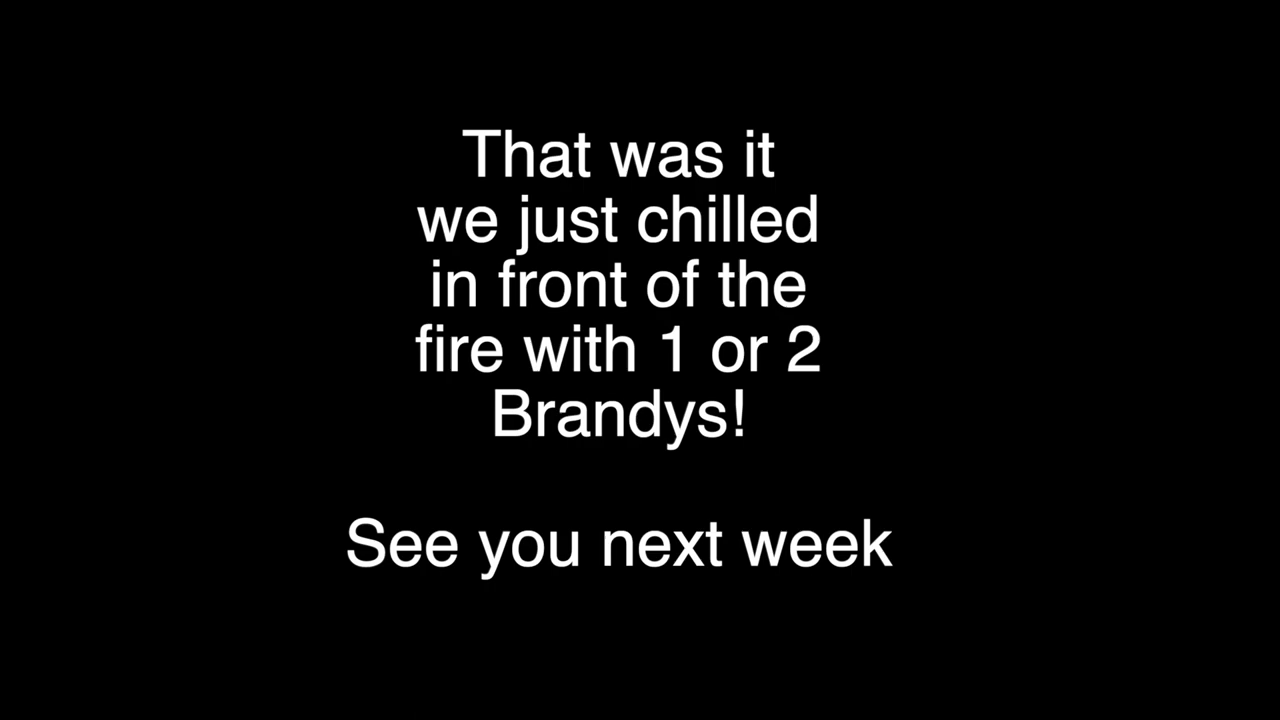 That was it
we just chilled
in front of the
fire with 1 or 2
Brandys!
See you next week